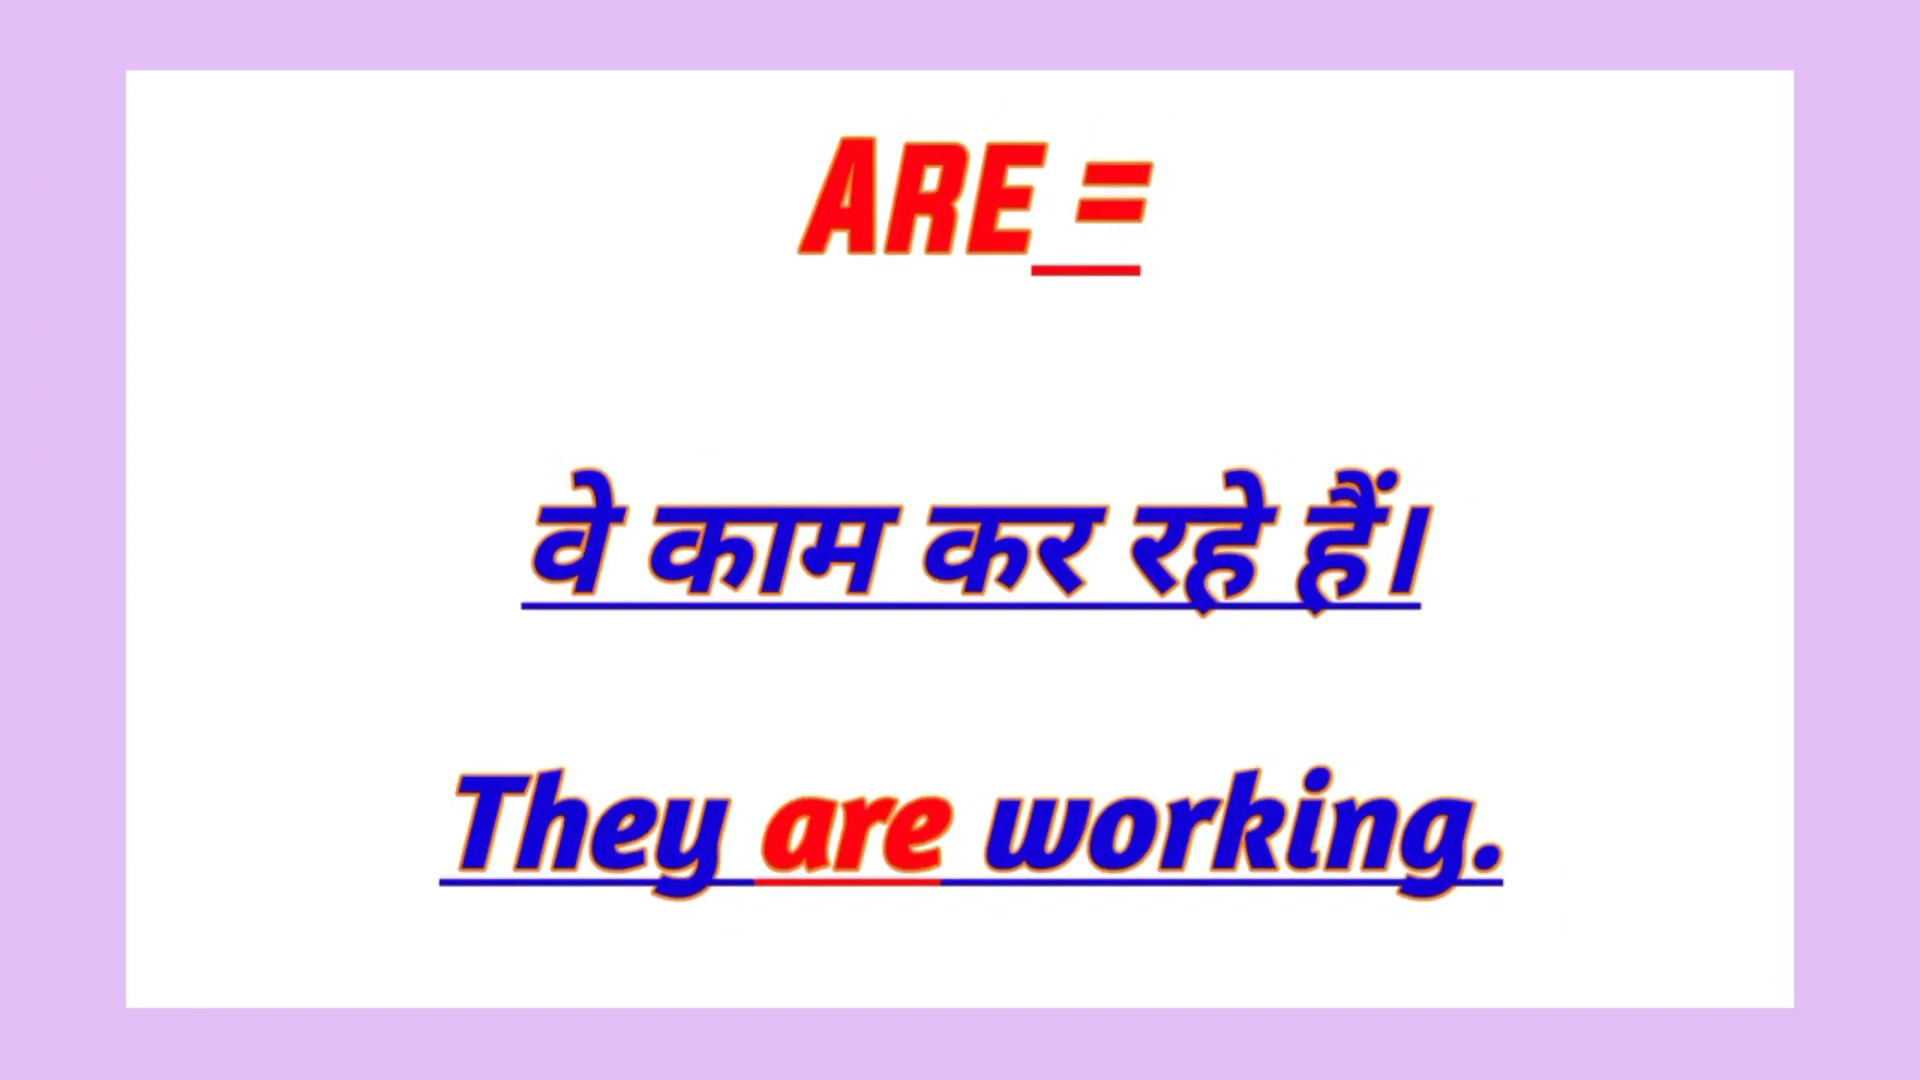 ARE =
वे काम कर रहे हैं।
They are working.